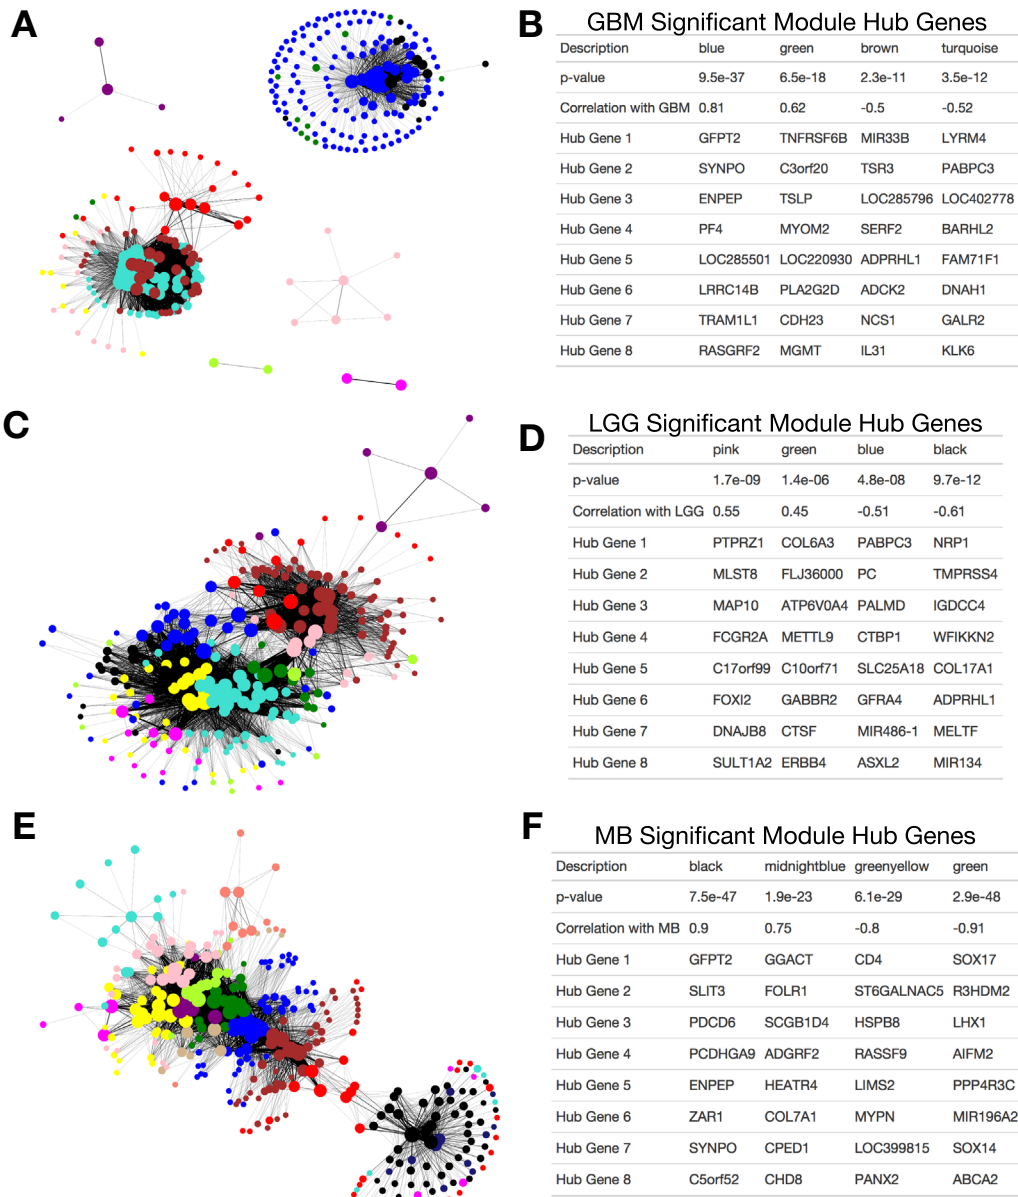 A
B
GBM Significant Module Hub Genes
Description blue green brown turquoise
p-value 9.5e-37 6.5e-18 2.3e-11 3.5e-12
Correlation with GBM 0.81 0.62 -0.5 -0.52
Hub Gene 1 GFPT2 TNFRSF6B MIR33B LYRM4
Hub Gene 2 SYNPO C3orf20 TSR3 PABPC3
Hub Gene 3 ENPEP TSLP LOC285796 LOC402778
Hub Gene 4 PF4 MYOM2 SERF2 BARHL2
Hub Gene 5 LOC285501 LOC220930 ADPRHL1 FAM71F1
Hub Gene 6 LRRC14B PLA2G2D ADCK2 DNAH1
Hub Gene 7 TRAM1L1 CDH23 NCS1 GALR2
Hub Gene 8 RASGRF2 MGMT IL31 KLK6
C
D
LGG Significant Module Hub Genes
Description pink green blue black
p-value 1.7e-09 1.4e-06 4.8e-08 9.7e-12
Correlation with LGG 0.55 0.45 -0.51 -0.61
Hub Gene 1 PTPRZ1 COL6A3 PABPC3 NRP1
Hub Gene 2 MLST8 FLJ36000 PC TMPRSS4
Hub Gene 3 MAP10 ATP6V0A4 PALMD IGDCC4
Hub Gene 4 FCGR2A METTL9 CTBP1 WFIKKN2
Hub Gene 5 C17orf99 C10orf71 SLC25A18 COL17A1
Hub Gene 6 FOXI2 GABBR2 GFRA4 ADPRHL1
Hub Gene 7 DNAJB8 CTSF MIR486-1 MELTF
Hub Gene 8 SULT1A2 ERBB4 ASXL2 MIR134
E
F
MB Significant Module Hub Genes
Description black midnightblue greenyellow green
p-value 7.5e-47 1.9e-23 6.1e-29 2.9e-48
Correlation with MB 0.9 0.75 -0.8 -0.91
Hub Gene 1 GFPT2 GGACT CD4 SOX17
Hub Gene 2 SLIT3 FOLR1 ST6GALNAC5 R3HDM2
Hub Gene 3 PDCD6 SCGB1D4 HSPB8 LHX1
Hub Gene 4 PCDHGA9 ADGRF2 RASSF9 AIFM2
Hub Gene 5 ENPEP HEATR4 LIMS2 PPP4R3C
Hub Gene 6 ZAR1 COL7A1 MYPN MIR196A2
Hub Gene 7 SYNPO CPED1 LOC399815 SOX14
Hub Gene 8 C5orf52 CHD8 PANX2 ABCA2